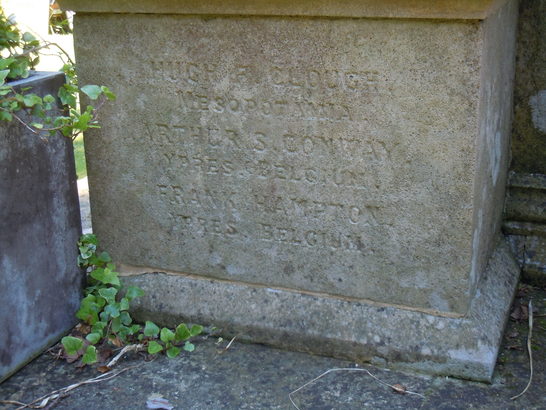 HUGH F. CLOUGH.
MESOPOTAMIA.
ARTHUR S. CONWAY.
YPRES. BELGIUM.
FRANK HAMPTON.
YPRES. BELGIUM.